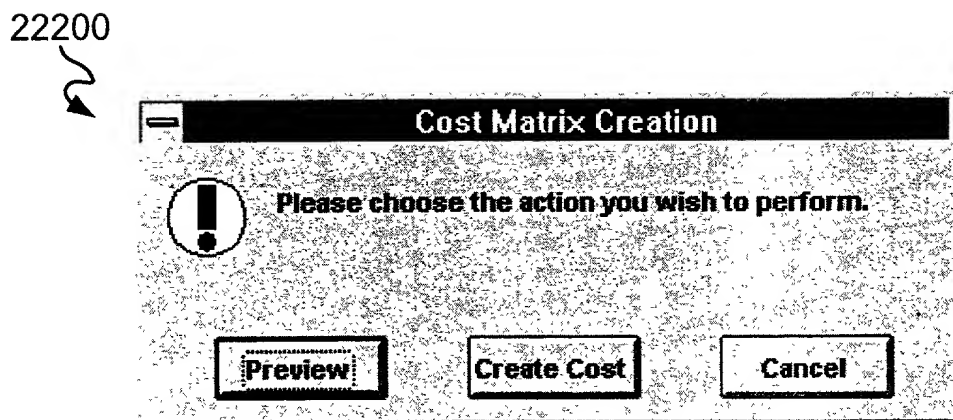 22200
Cost Matrix Creation
Please choose the action you wish to perform.
Preview Create Cost Cancel